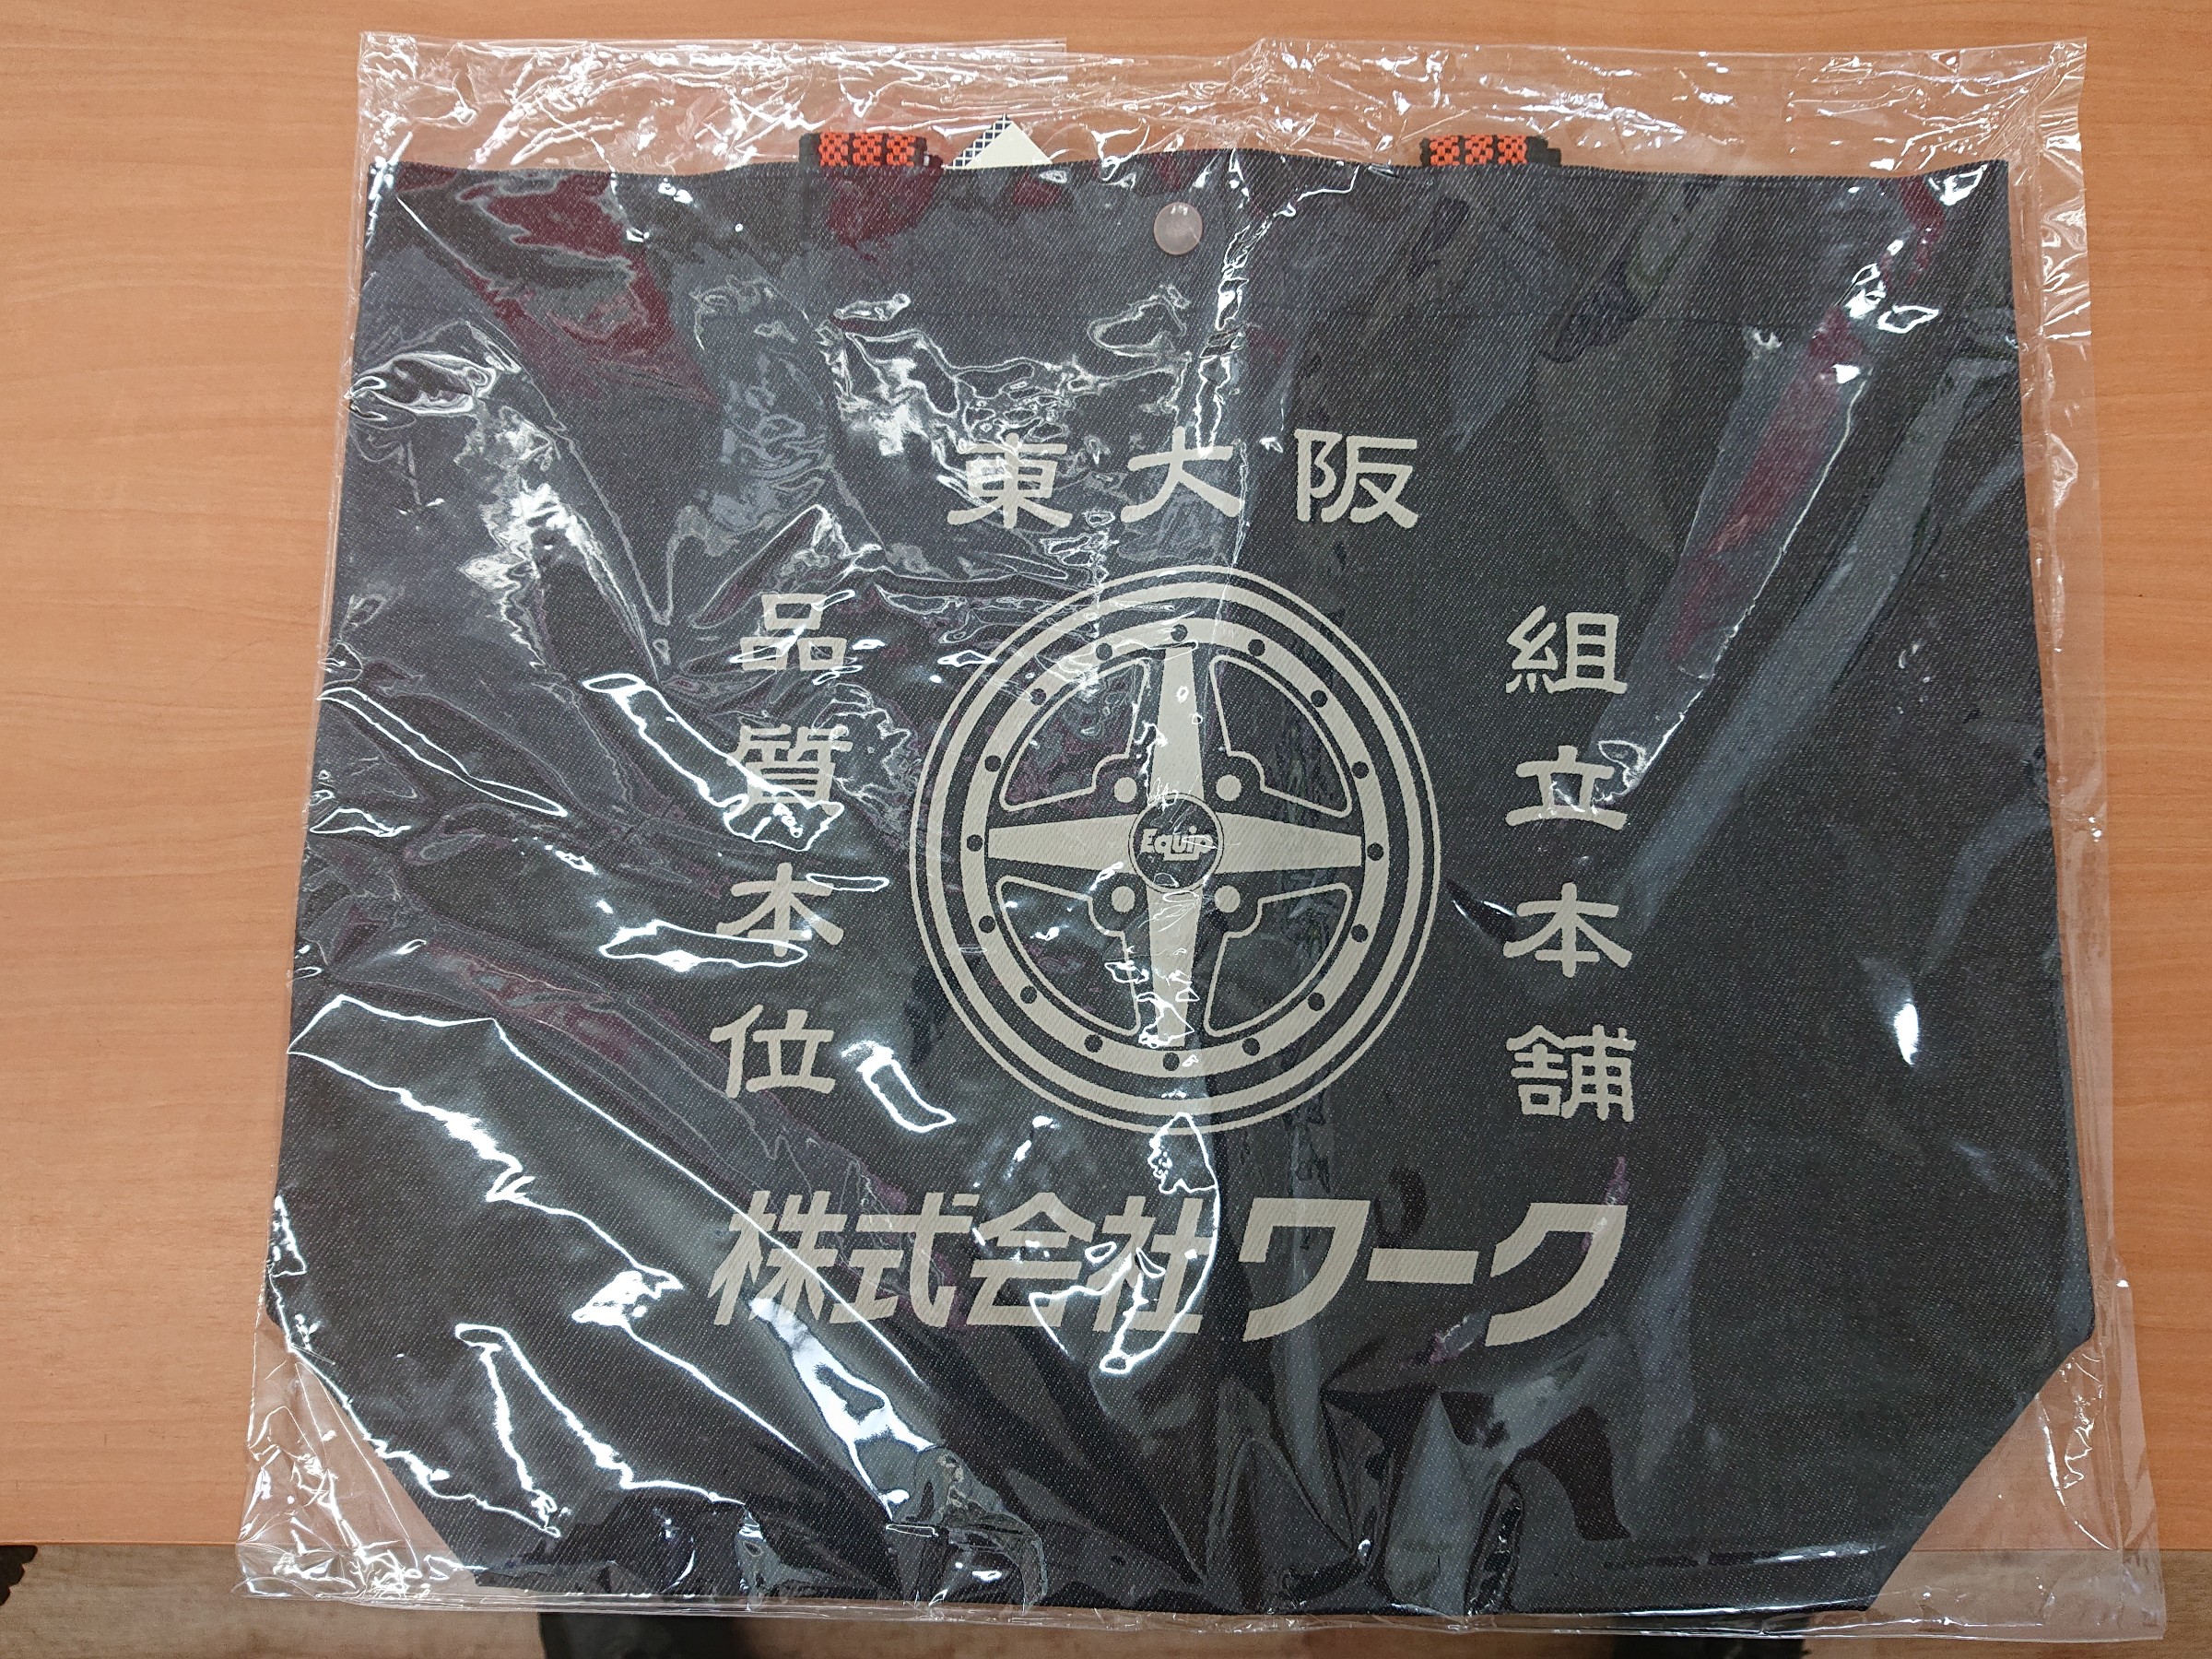 東大阪
組立本舗
品質本位
Equip
株式会社ワーク